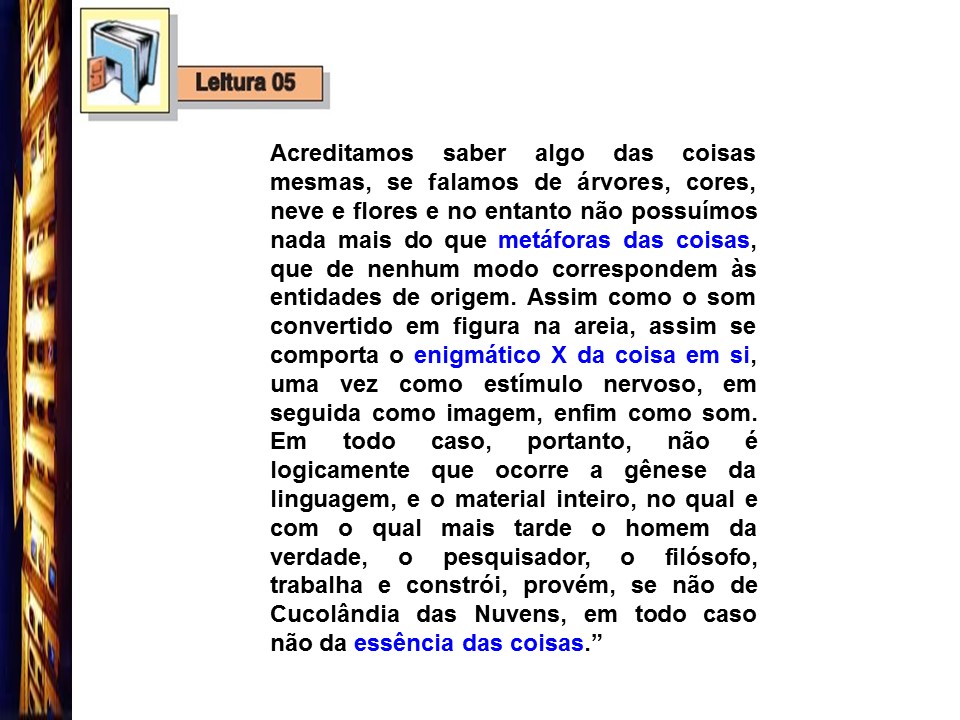 Leitura 05
Acreditamos saber algo das coisas
mesmas, se falamos de árvores, cores,
neve e flores e no entanto não possuímos
nada mais do que metáforas das coisas,
que de nenhum modo correspondem às
entidades de origem. Assim como o som
convertido em figura na areia, assim se
comporta o enigmático X da coisa em si,
uma vez como estímulo nervoso, em
seguida como imagem, enfim como som.
Em todo caso, portanto, não é
logicamente que ocorre a gênese da
linguagem, e o material inteiro, no qual e
com o qual mais tarde o homem da
verdade, o pesquisador, o filósofo,
trabalha e constrói, provém, se não de
Cucolândia das Nuvens, em todo caso
não da essência das coisas.”